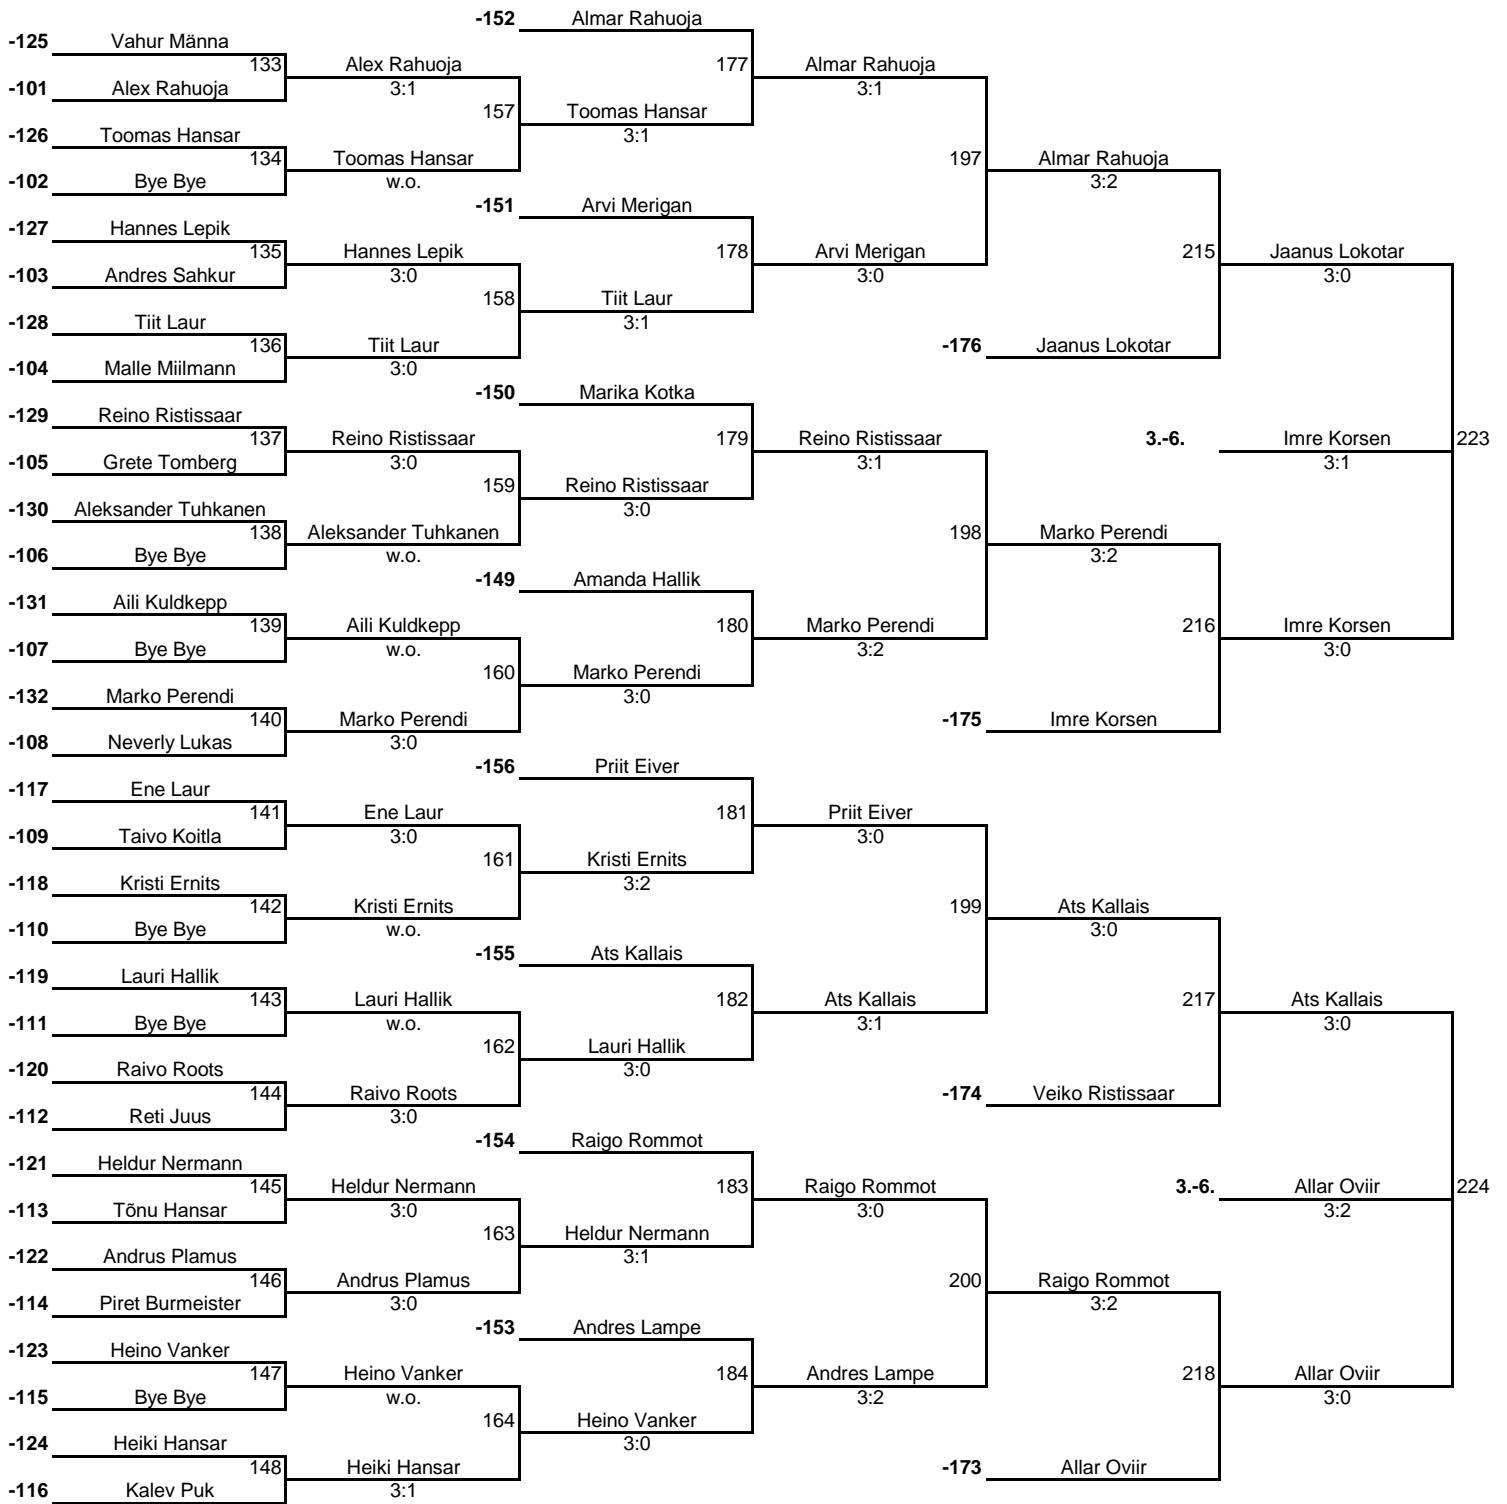 -152 Almar Rahuoja
-125 Vahur Männa
133 Alex Rahuoja 177 Almar Rahuoja
-101 Alex Rahuoja 3:1 3:1
157 Toomas Hansar
-126 Toomas Hansar 3:1
134 Toomas Hansar 197 Almar Rahuoja
-102 Bye Bye w.o. 3:2
-151 Arvi Merigan
-127 Hannes Lepik
135 Hannes Lepik 178 Arvi Merigan 215 Jaanus Lokotar
-103 Andres Sahkur 3:0 3:0 3:0
158 Tiit Laur
-128 Tiit Laur 3:1
136 Tiit Laur -176 Jaanus Lokotar
-104 Malle Miilmann 3:0
-150 Marika Kotka
-129 Reino Ristissaar
137 Reino Ristissaar 179 Reino Ristissaar 3.-6. Imre Korsen 223
-105 Grete Tomberg 3:0 3:1 3:1
159 Reino Ristissaar
-130 Aleksander Tuhkanen 3:0
138 Aleksander Tuhkanen 198 Marko Perendi
-106 Bye Bye w.o. 3:2
-149 Amanda Hallik
-131 Aili Kuldkepp
139 Aili Kuldkepp 180 Marko Perendi 216 Imre Korsen
-107 Bye Bye w.o. 3:2 3:0
160 Marko Perendi
-132 Marko Perendi 3:0
140 Marko Perendi -175 Imre Korsen
-108 Neverly Lukas 3:0
-156 Priit Eiver
-117 Ene Laur
141 Ene Laur 181 Priit Eiver
-109 Taivo Koitla 3:0 3:0
161 Kristi Ernits
-118 Kristi Ernits 3:2
142 Kristi Ernits 199 Ats Kallais
-110 Bye Bye w.o. 3:0
-155 Ats Kallais
-119 Lauri Hallik
143 Lauri Hallik 182 Ats Kallais 217 Ats Kallais
-111 Bye Bye w.o. 3:1 3:0
162 Lauri Hallik
-120 Raivo Roots 3:0
144 Raivo Roots -174 Veiko Ristissaar
-112 Reti Juus 3:0
-154 Raigo Rommot
-121 Heldur Nermann
145 Heldur Nermann 183 Raigo Rommot 3.-6. Allar Oviir 224
-113 Tõnu Hansar 3:0 3:0 3:2
163 Heldur Nermann
-122 Andrus Plamus 3:1
146 Andrus Plamus 200 Raigo Rommot
-114 Piret Burmeister 3:0 3:2
-153 Andres Lampe
-123 Heino Vanker
147 Heino Vanker 184 Andres Lampe 218 Allar Oviir
-115 Bye Bye w.o. 3:2 3:0
164 Heino Vanker
-124 Heiki Hansar 3:0
148 Heiki Hansar -173 Allar Oviir
-116 Kalev Puk 3:1